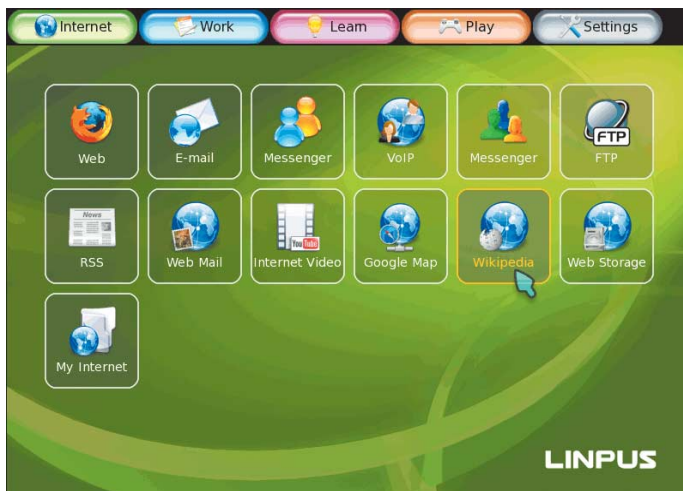 Internet Work Learn Play Settings
Web E-mail Messenger VoIP Messenger FTP
FTP
News
You Tube
RSS Web Mail Internet Video Google Map Wikipedia Web Storage
My Internet
LINPUS